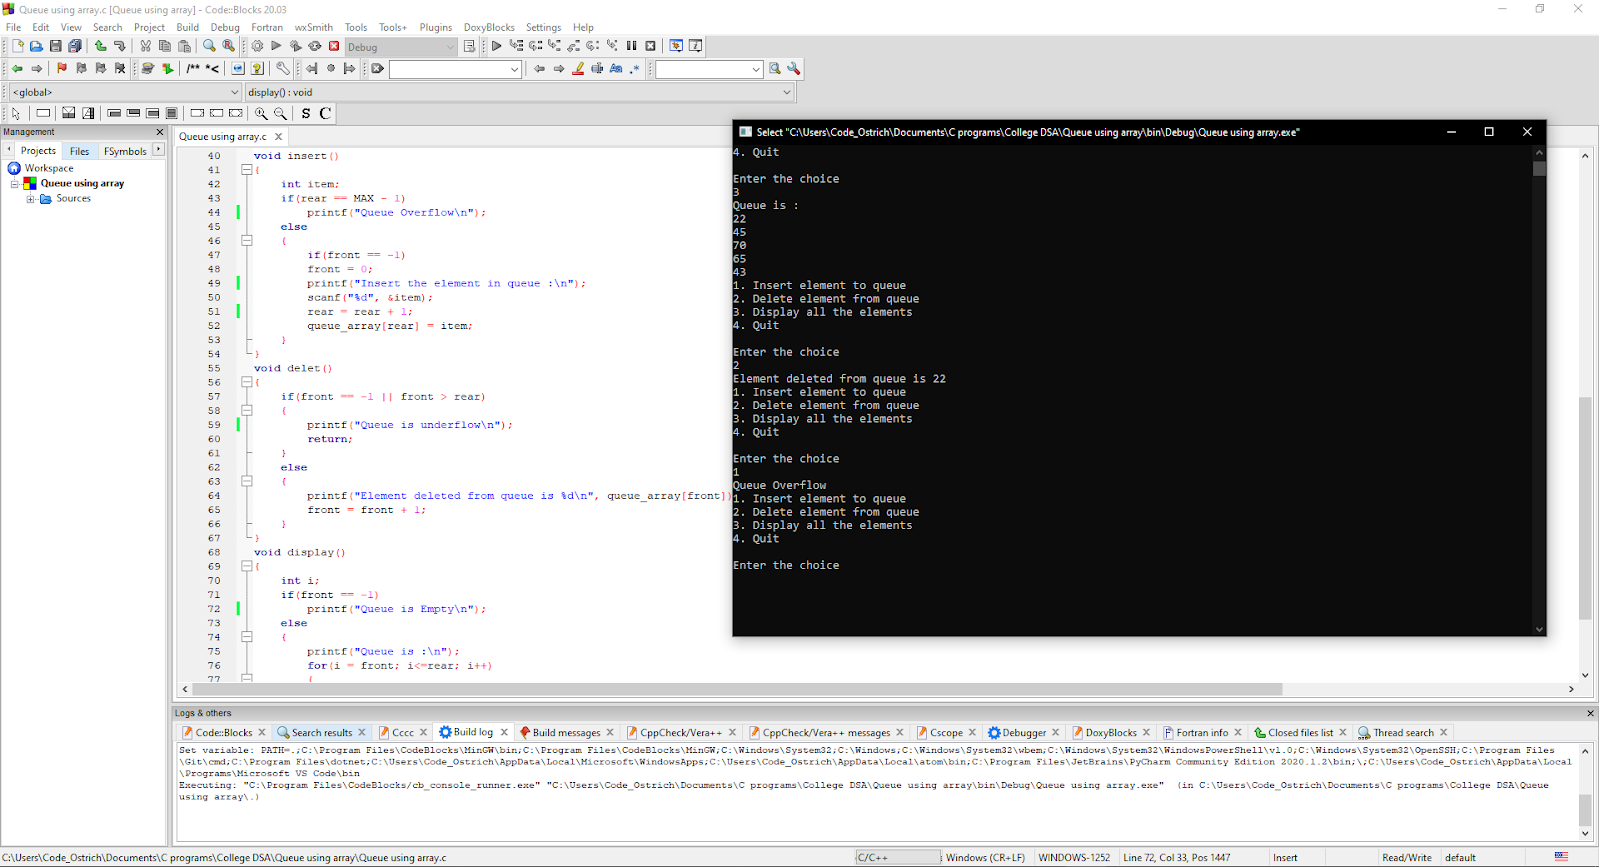 Queue using array.c [Queue using array] - Code::Blocks 20.03
File Edit View Search Project Build Debug Fortran wxSmith Tools Tools+ Plugins DoxyBlocks Settings Help
Debug
/** *<
Aa .*
<global>
display() : void
S C
Management
Queue using array.c
Projects Files FSymbols
Workspace
Queue using array
Sources
40 void insert()
41 {
42 int item;
43 if(rear == MAX - 1)
44 printf("Queue Overflow\n");
45 else
46 {
47 if(front == -1)
48 front = 0;
49 printf("Insert the element in queue :\n");
50 scanf("%d", &item);
51 rear = rear + 1;
52 queue_array[rear] = item;
53 }
54 }
55 void delet()
56 {
57 if(front == -1 || front > rear)
58 {
59 printf("Queue is underflow\n");
60 return;
61 }
62 else
63 {
64 printf("Element deleted from queue is %d\n", queue_array[front])
65 front = front + 1;
66 }
67 }
68 void display()
69 {
70 int i;
71 if(front == -1)
72 printf("Queue is Empty\n");
73 else
74 {
75 printf("Queue is :\n");
76 for(i = front; i<=rear; i++)
77 {
Select "C:\Users\Code_Ostrich\Documents\C programs\College DSA\Queue using array\bin\Debug\Queue using array.exe"
4. Quit
Enter the choice
3
Queue is :
22
45
70
65
43
1. Insert element to queue
2. Delete element from queue
3. Display all the elements
4. Quit
Enter the choice
2
Element deleted from queue is 22
1. Insert element to queue
2. Delete element from queue
3. Display all the elements
4. Quit
Enter the choice
1
Queue Overflow
1. Insert element to queue
2. Delete element from queue
3. Display all the elements
4. Quit
Enter the choice
Logs & others
Code::Blocks Search results Cccc Build log Build messages CppCheck/Vera++ CppCheck/Vera++ messages Cscope Debugger DoxyBlocks Fortran info Closed files list Thread search
Set variable: PATH=.;C:\Program Files\CodeBlocks\MinGW\bin;C:\Program Files\CodeBlocks\MinGW;C:\Windows\System32;C:\Windows;C:\Windows\System32\wbem;C:\Windows\System32\WindowsPowerShell\v1.0;C:\Windows\System32\OpenSSH;C:\Program Files
\Git\cmd;C:\Program Files\dotnet;C:\Users\Code_Ostrich\AppData\Local\Microsoft\WindowsApps;C:\Users\Code_Ostrich\AppData\Local\atom\bin;C:\Program Files\JetBrains\PyCharm Community Edition 2020.1.2\bin;\;C:\Users\Code_Ostrich\AppData\Local
\Programs\Microsoft VS Code\bin
Executing: "C:\Program Files\CodeBlocks/cb_console_runner.exe" "C:\Users\Code_Ostrich\Documents\C programs\College DSA\Queue using array\bin\Debug\Queue using array.exe" (in C:\Users\Code_Ostrich\Documents\C programs\College DSA\Queue
using array\.)
C:\Users\Code_Ostrich\Documents\C programs\College DSA\Queue using array\Queue using array.c C/C++ Windows (CR+LF) WINDOWS-1252 Line 72, Col 33, Pos 1447 Insert Read/Write default